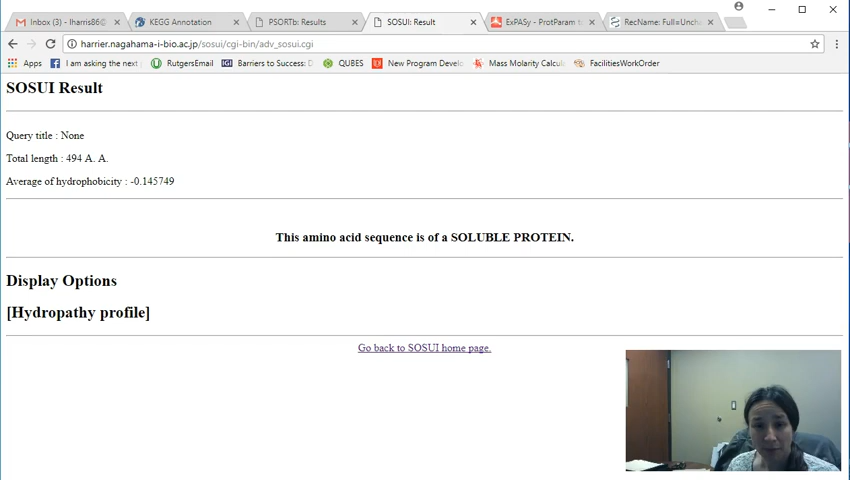 Inbox (3) - lharris86@
KEGG Annotation
PSORTb: Results
SOSUI: Result
ExPASy - ProtParam t
RecName: Full=Unchar
harrier.nagahama-i-bio.ac.jp/sosui/cgi-bin/adv_sosui.cgi
Apps
I am asking the next
RutgersEmail
Barriers to Success: D
QUBES
New Program Develo
Mass Molarity Calcu
FacilitiesWorkOrder
SOSUI Result
Query title : None
Total length : 494 A. A.
Average of hydrophobicity : -0.145749
This amino acid sequence is of a SOLUBLE PROTEIN.
Display Options
[Hydropathy profile]
Go back to SOSUI home page.